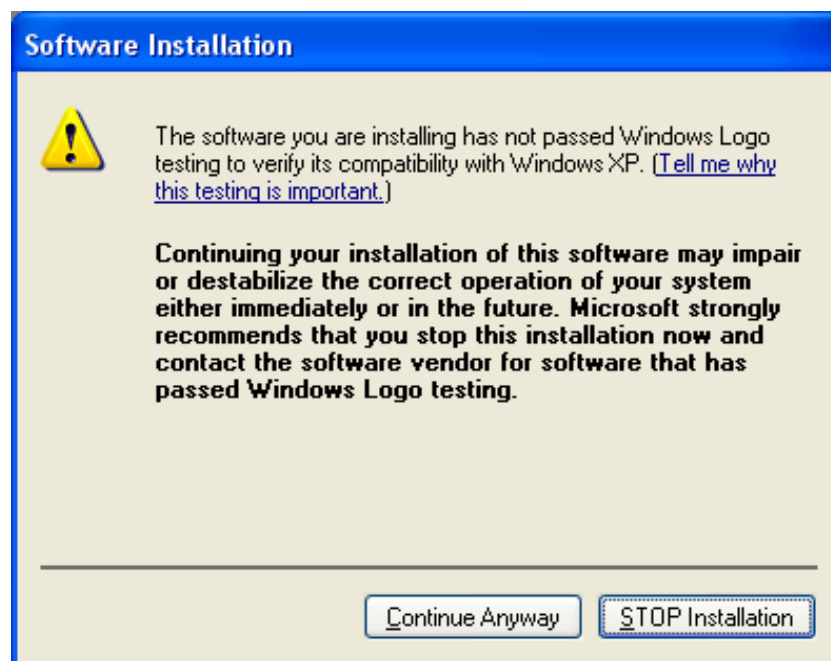 Software Installation
The software you are installing has not passed Windows Logo
testing to verify its compatibility with Windows XP. (Tell me why
this testing is important.)
Continuing your installation of this software may impair
or destabilize the correct operation of your system
either immediately or in the future. Microsoft strongly
recommends that you stop this installation now and
contact the software vendor for software that has
passed Windows Logo testing.
Continue Anyway
STOP Installation